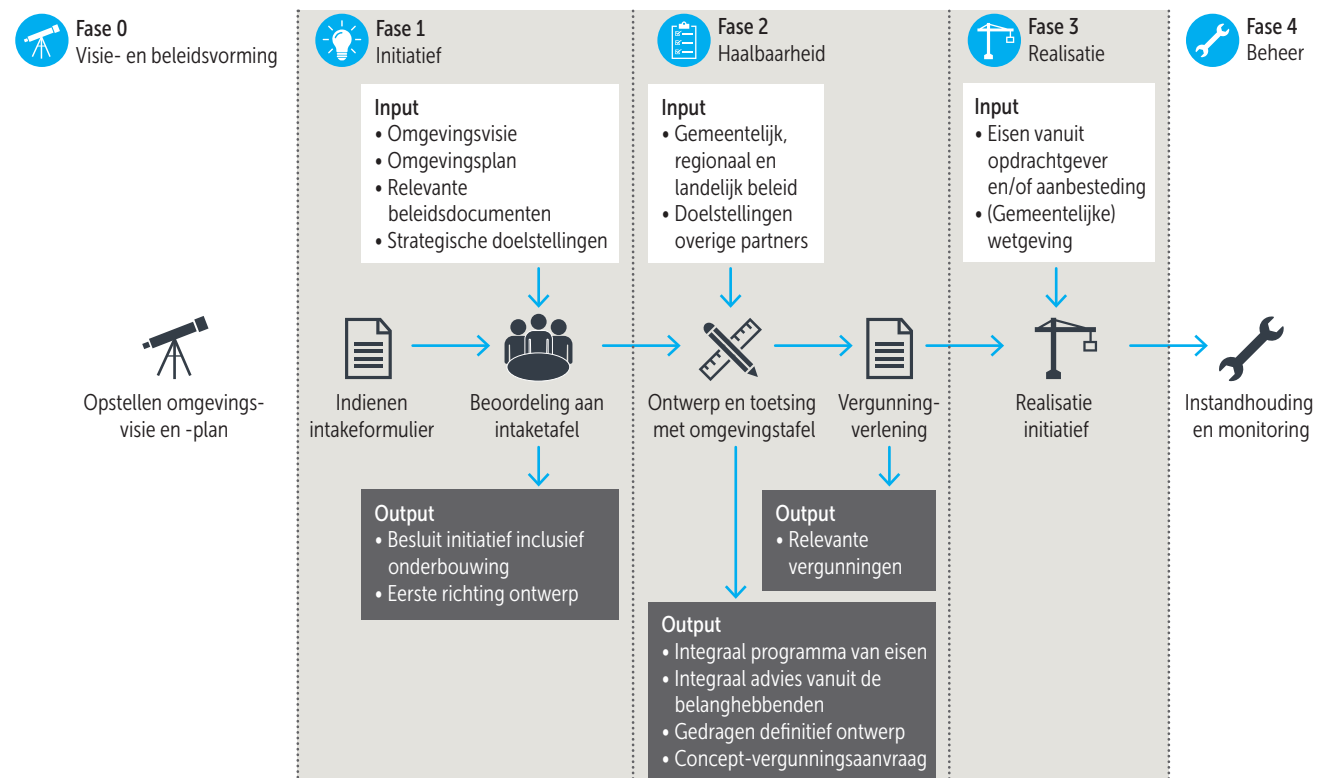 Fase 0
Visie- en beleidsvorming
Fase 1
Initiatief
Fase 2
Haalbaarheid
Fase 3
Realisatie
Fase 4
Beheer
Input
• Omgevingsvisie
• Omgevingsplan
• Relevante
beleidsdocumenten
• Strategische doelstellingen
Input
• Gemeentelijk,
regionaal en
landelijk beleid
• Doelstellingen
overige partners
Input
• Eisen vanuit
opdrachtgever
en/of aanbesteding
• (Gemeentelijke)
wetgeving
Opstellen omgevings-
visie en -plan
Indienen
intakeformulier
Beoordeling aan
intaketafel
Ontwerp en toetsing
met omgevingstafel
Vergunning-
verlening
Realisatie
initiatief
Instandhouding
en monitoring
Output
• Besluit initiatief inclusief
onderbouwing
• Eerste richting ontwerp
Output
• Relevante
vergunningen
Output
• Integraal programma van eisen
• Integraal advies vanuit de
belanghebbenden
• Gedragen definitief ontwerp
• Concept-vergunningsaanvraag